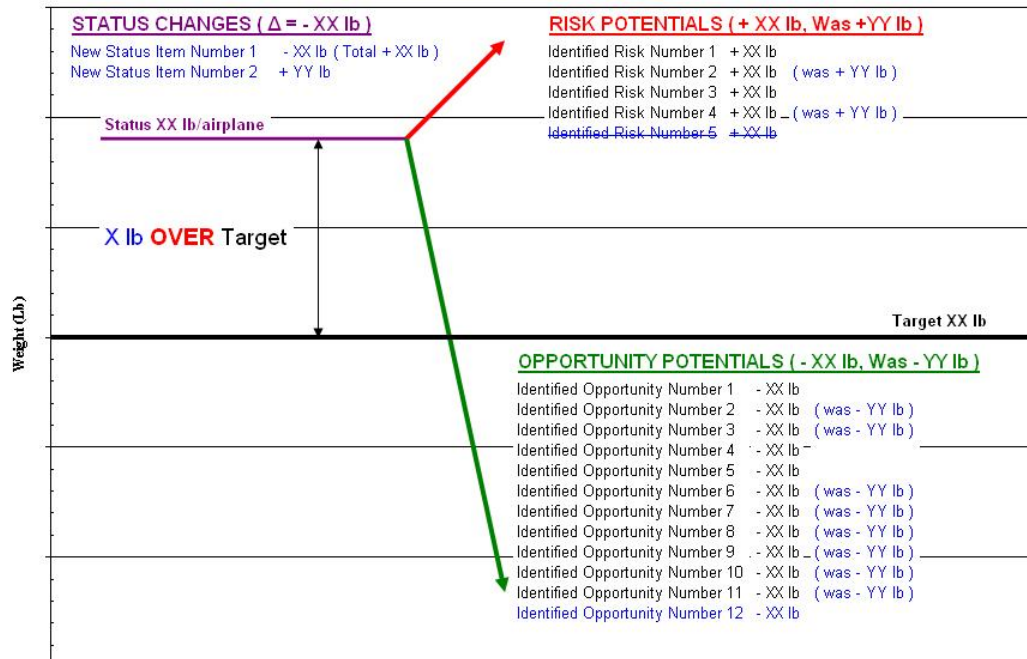 STATUS CHANGES ( Δ = - XX lb )
New Status Item Number 1 - XX lb ( Total + XX lb )
New Status Item Number 2 + YY lb
RISK POTENTIALS (+ XX lb, Was +YY lb )
Identified Risk Number 1 + XX lb
Identified Risk Number 2 + XX lb ( was + YY lb )
Identified Risk Number 3 + XX lb
Identified Risk Number 4 + XX lb ( was + YY lb )
Identified Risk Number 5 + XX lb
Status XX lb/airplane
X lb OVER Target
Weight (Lb)
Target XX lb
OPPORTUNITY POTENTIALS ( - XX lb, Was - YY lb )
Identified Opportunity Number 1 - XX lb
Identified Opportunity Number 2 - XX lb ( was - YY lb )
Identified Opportunity Number 3 - XX lb ( was - YY lb )
Identified Opportunity Number 4 - XX lb
Identified Opportunity Number 5 - XX lb
Identified Opportunity Number 6 - XX lb ( was - YY lb )
Identified Opportunity Number 7 - XX lb ( was - YY lb )
Identified Opportunity Number 8 - XX lb ( was - YY lb )
Identified Opportunity Number 9 - XX lb ( was - YY lb )
Identified Opportunity Number 10 - XX lb ( was - YY lb )
Identified Opportunity Number 11 - XX lb ( was - YY lb )
Identified Opportunity Number 12 - XX lb